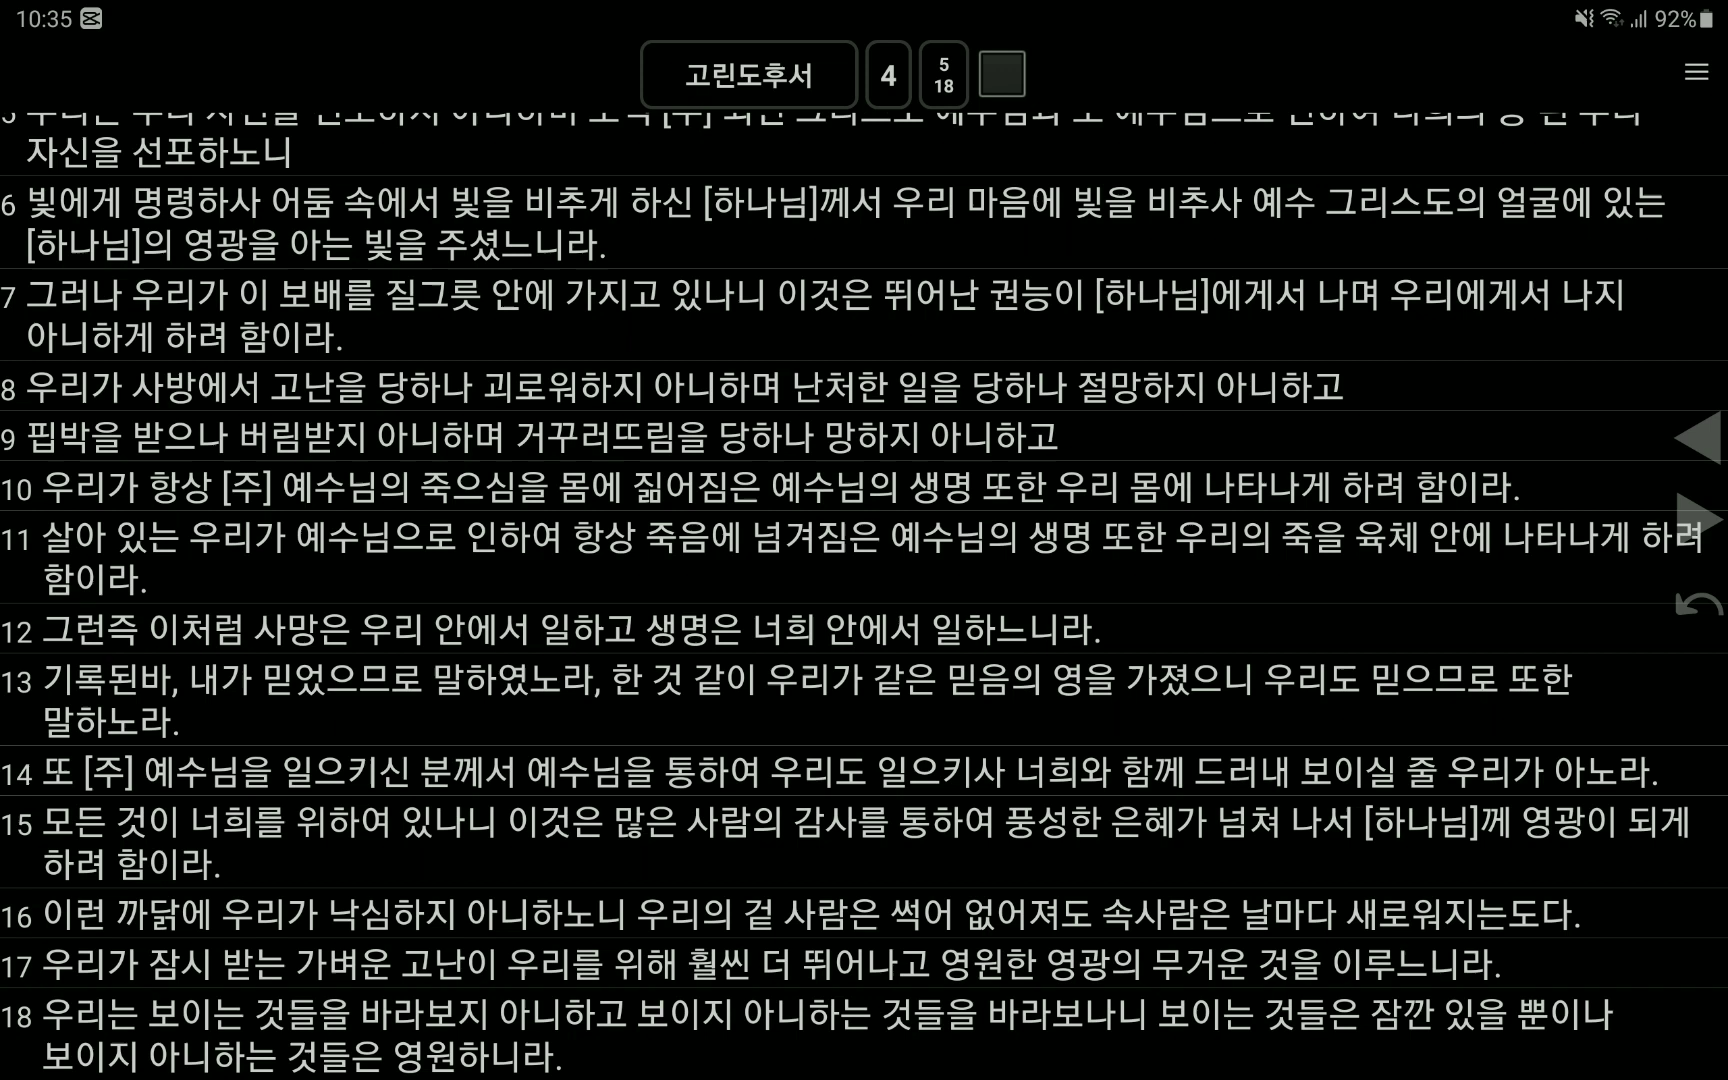 10:35
92%
고린도후서 4 5 18
자신을 선포하노니
6 빛에게 명령하사 어둠 속에서 빛을 비추게 하신 [하나님]께서 우리 마음에 빛을 비추사 예수 그리스도의 얼굴에 있는
[하나님]의 영광을 아는 빛을 주셨느니라.
7 그러나 우리가 이 보배를 질그릇 안에 가지고 있나니 이것은 뛰어난 권능이 [하나님]에게서 나며 우리에게서 나지
아니하게 하려 함이라.
8 우리가 사방에서 고난을 당하나 괴로워하지 아니하며 난처한 일을 당하나 절망하지 아니하고
9 핍박을 받으나 버림받지 아니하며 거꾸러뜨림을 당하나 망하지 아니하고
10 우리가 항상 [주] 예수님의 죽으심을 몸에 짊어짐은 예수님의 생명 또한 우리 몸에 나타나게 하려 함이라.
11 살아 있는 우리가 예수님으로 인하여 항상 죽음에 넘겨짐은 예수님의 생명 또한 우리의 죽을 육체 안에 나타나게 하려
함이라.
12 그런즉 이처럼 사망은 우리 안에서 일하고 생명은 너희 안에서 일하느니라.
13 기록된바, 내가 믿었으므로 말하였노라, 한 것 같이 우리가 같은 믿음의 영을 가졌으니 우리도 믿으므로 또한
말하노라.
14 또 [주] 예수님을 일으키신 분께서 예수님을 통하여 우리도 일으키사 너희와 함께 드러내 보이실 줄 우리가 아노라.
15 모든 것이 너희를 위하여 있나니 이것은 많은 사람의 감사를 통하여 풍성한 은혜가 넘쳐 나서 [하나님]께 영광이 되게
하려 함이라.
16 이런 까닭에 우리가 낙심하지 아니하노니 우리의 겉 사람은 썩어 없어져도 속사람은 날마다 새로워지는도다.
17 우리가 잠시 받는 가벼운 고난이 우리를 위해 훨씬 더 뛰어나고 영원한 영광의 무거운 것을 이루느니라.
18 우리는 보이는 것들을 바라보지 아니하고 보이지 아니하는 것들을 바라보나니 보이는 것들은 잠깐 있을 뿐이나
보이지 아니하는 것들은 영원하니라.